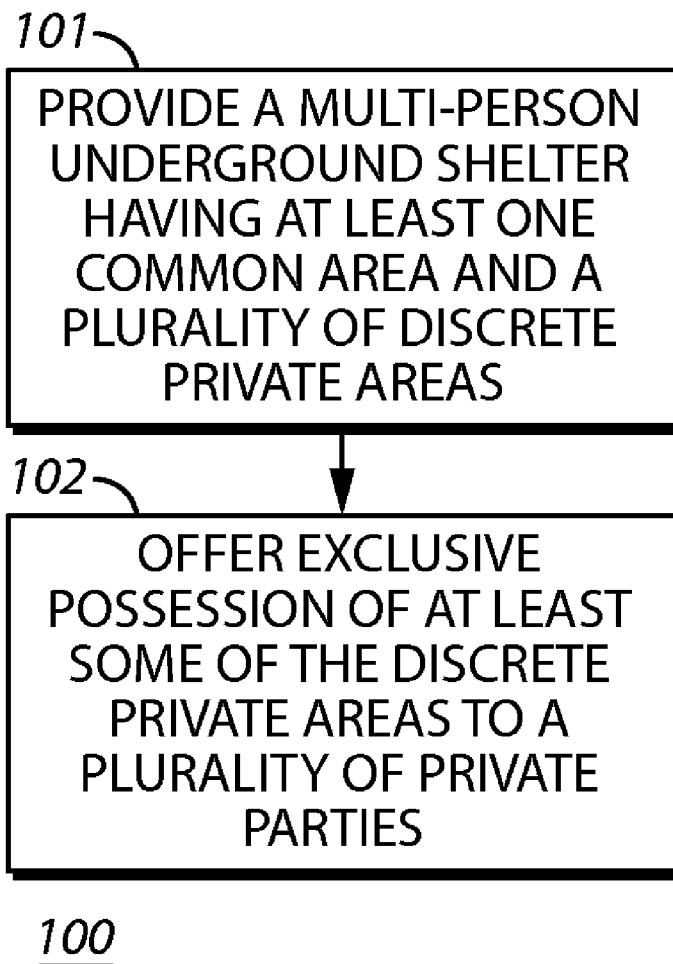 101
PROVIDE A MULTI-PERSON
UNDERGROUND SHELTER
HAVING AT LEAST ONE
COMMON AREA AND A
PLURALITY OF DISCRETE
PRIVATE AREAS
102
OFFER EXCLUSIVE
POSSESSION OF AT LEAST
SOME OF THE DISCRETE
PRIVATE AREAS TO A
PLURALITY OF PRIVATE
PARTIES
100